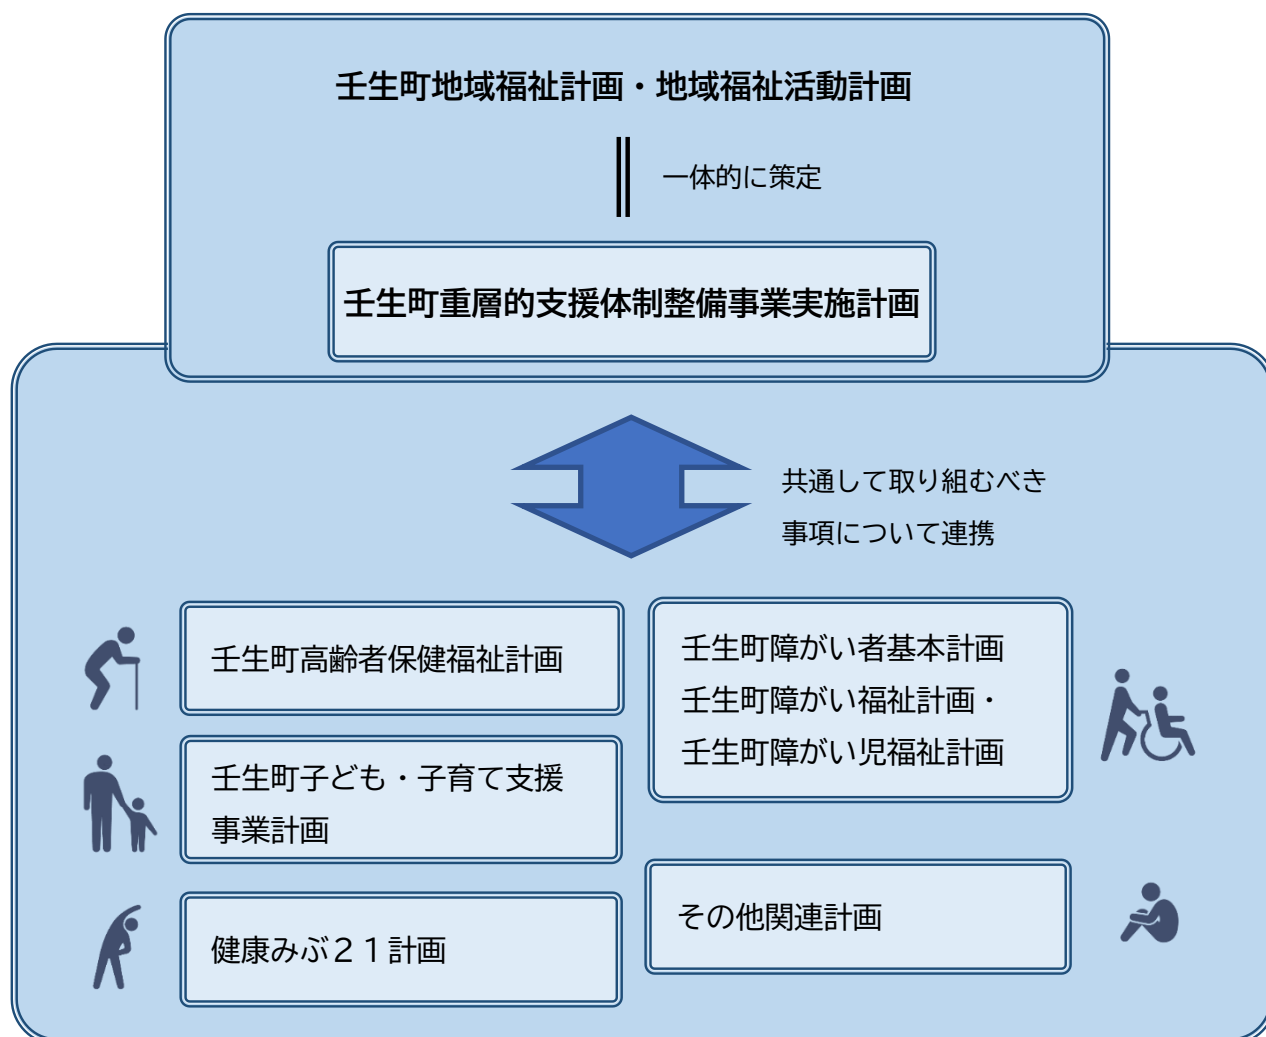 壬生町地域福祉計画・地域福祉活動計画
一体的に策定
壬生町重層的支援体制整備事業実施計画
共通して取り組むべき
事項について連携
壬生町高齢者保健福祉計画
壬生町子ども・子育て支援
事業計画
健康みぶ２１計画
壬生町障がい者基本計画
壬生町障がい福祉計画・
壬生町障がい児福祉計画
その他関連計画